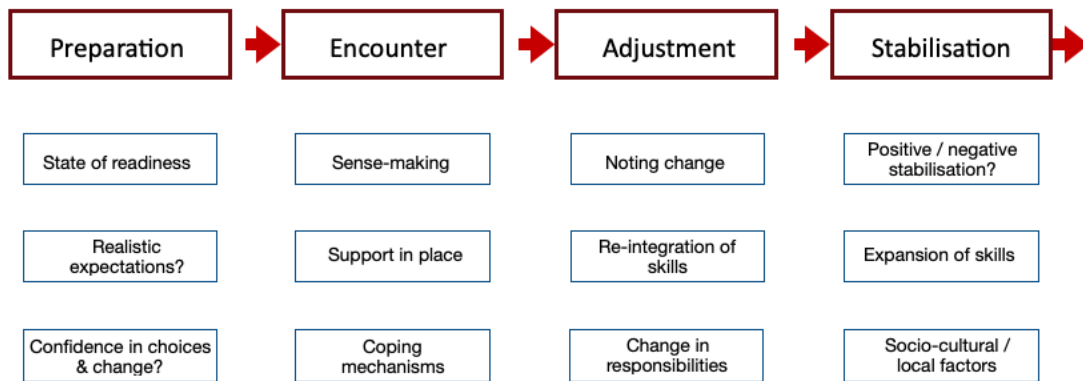 Preparation
Encounter
Adjustment
Stabilisation
State of readiness
Sense-making
Noting change
Positive / negative
stabilisation?
Realistic
expectations?
Support in place
Re-integration of
skills
Expansion of skills
Confidence in choices
& change?
Coping
mechanisms
Change in
responsibilities
Socio-cultural /
local factors